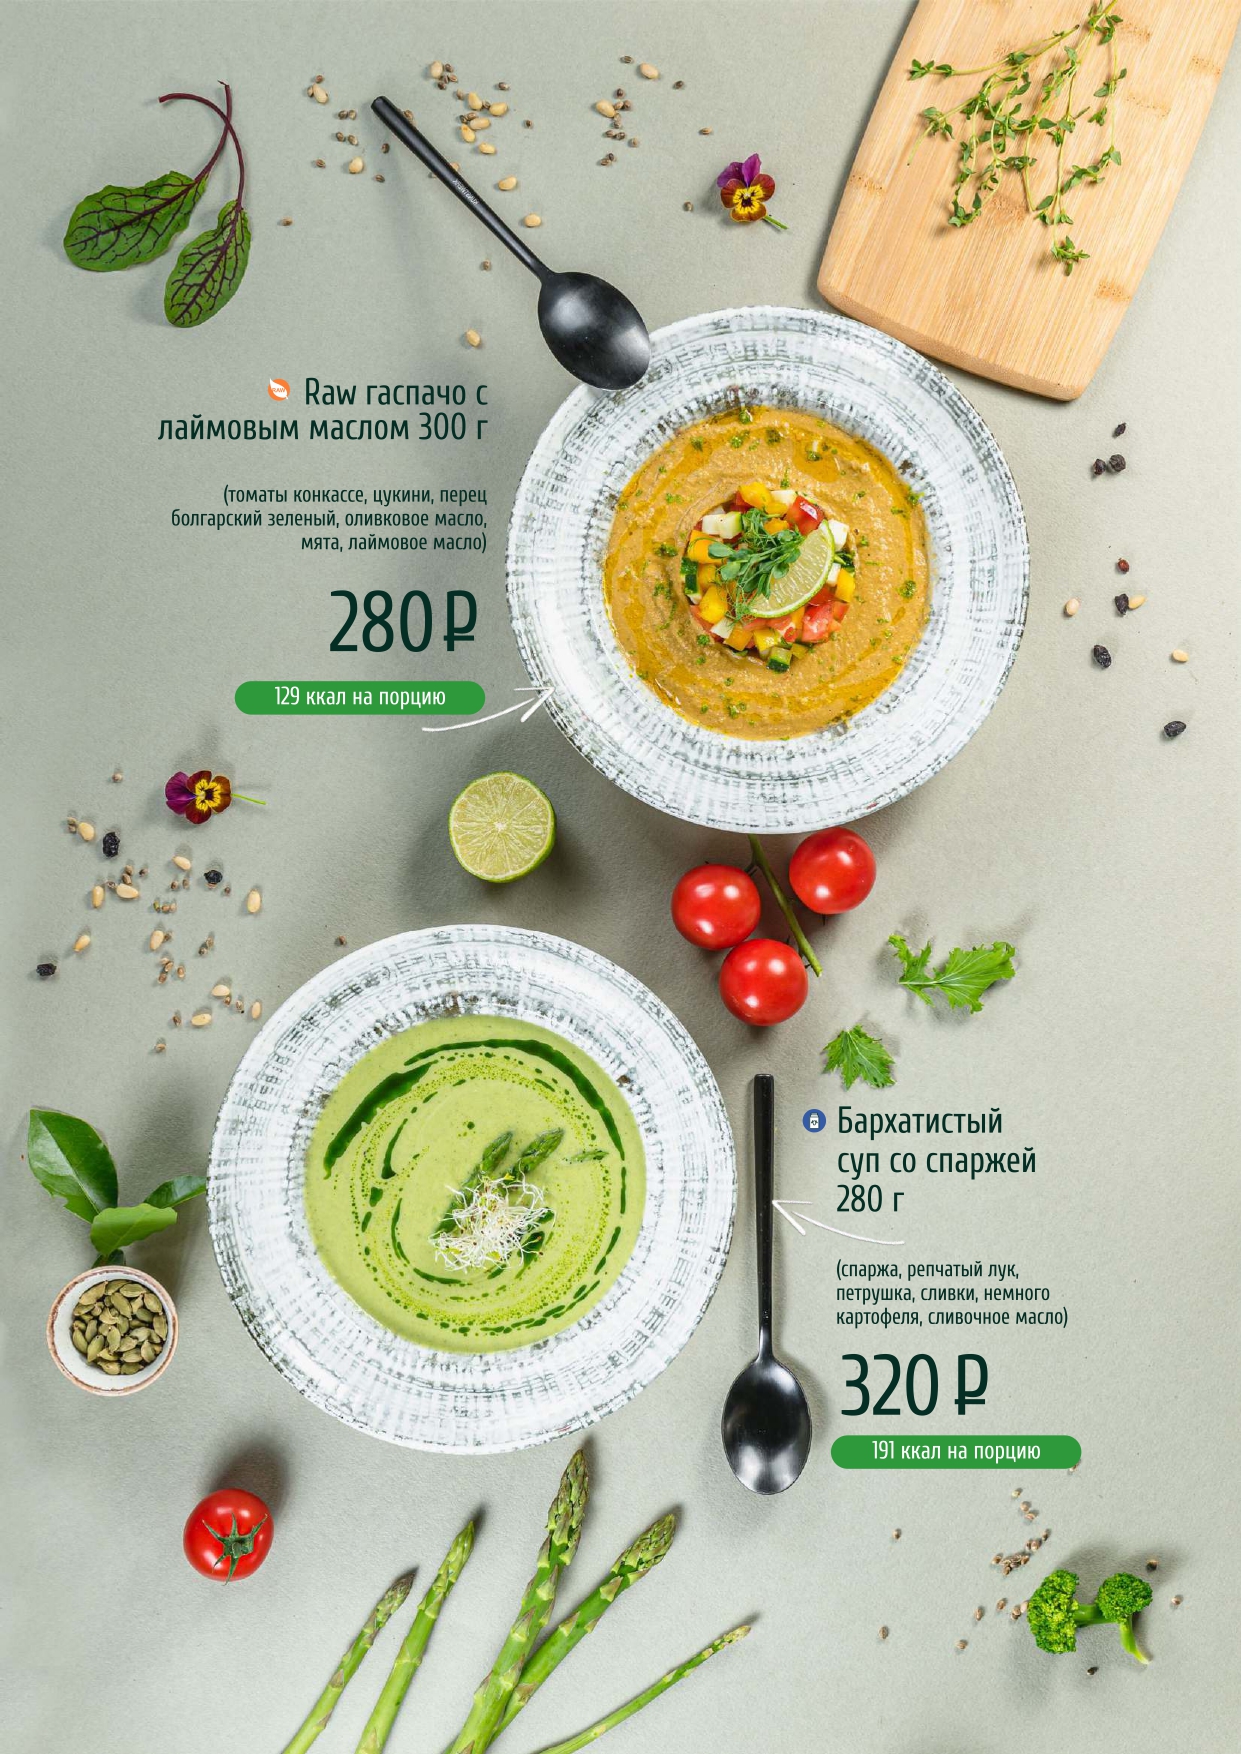 Raw гаспачо с
лаймовым маслом 300 г
(томаты конкассе, цукини, перец
болгарский зеленый, оливковое масло,
мята, лаймовое масло)
280 ₽
129 ккал на порцию
Бархатистый
суп со спаржей
280 г
(спаржа, репчатый лук,
петрушка, сливки, немного
картофеля, сливочное масло)
320 ₽
191 ккал на порцию